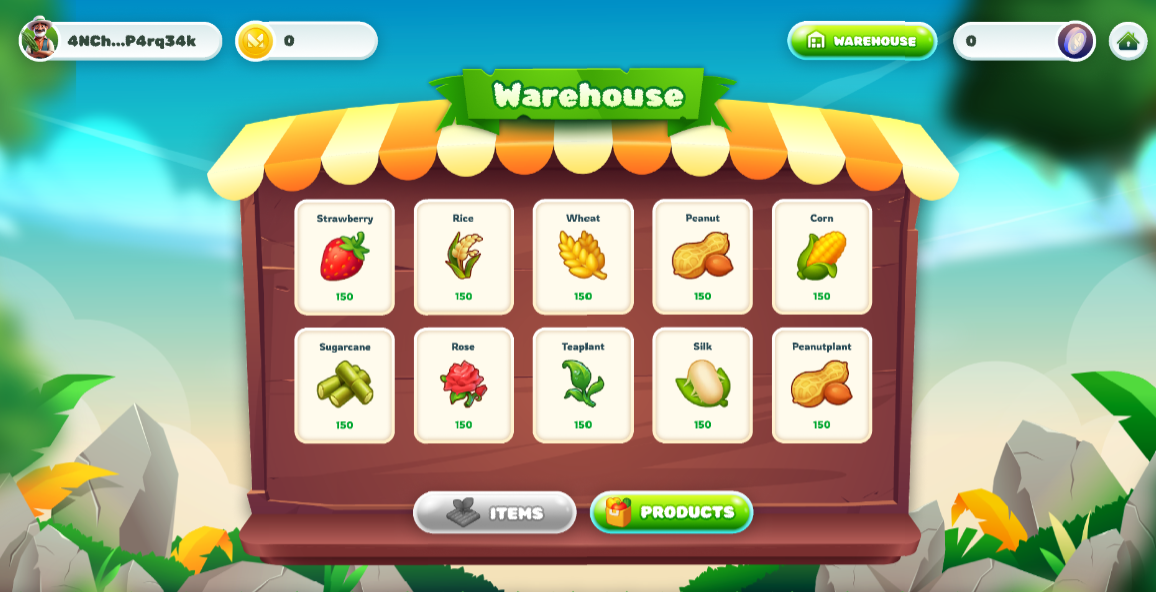 4NCh...P4rq34k
0
WAREHOUSE
0
Warehouse
Strawberry
Rice
Wheat
Peanut
Corn
150
150
150
150
150
Sugarcane
Rose
Teaplant
Silk
Peanutplant
150
150
150
150
150
ITEMS
PRODUCTS